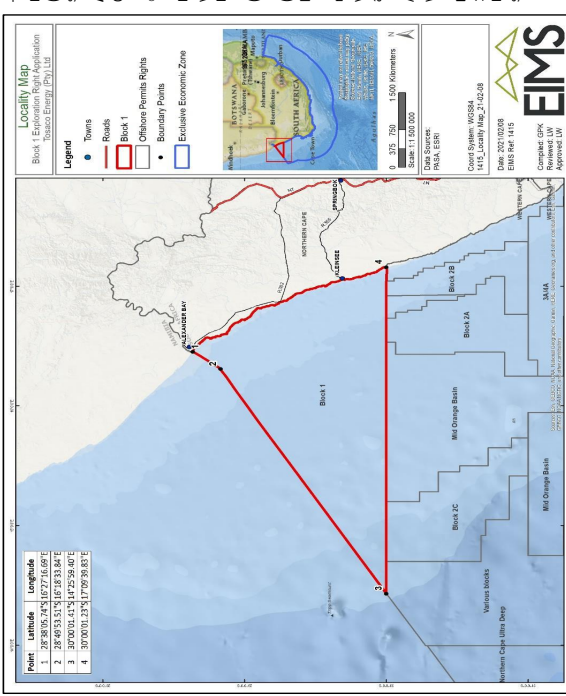 Locality Map
Block 1 Exploration Right Application
Tosaco Energy (Pty) Ltd
Legend
Towns
Roads
Block 1
Offshore Permits Rights
Boundary Points
Exclusive Economic Zone
BOTSWANA
Johannesburg
Bloemfontein
SOUTH AFRICA
0 375 750 1 500 Kilometers
Scale: 1:1 500 000
N
Data Sources:
PASA, ESRI
Coord System: WGS84
1415_Locality Map_21-02-08
Date: 2021/02/08
EIMS Ref: 1415
Compiled: GPK
Reviewed: LW
Approved: LW
EIMS
Point Latitude Longitude
1 28°38'05.74"S 16°27'16.69"E
2 28°49'53.41"S 16°18'33.84"E
3 30°00'01.41"S 14°25'59.40"E
4 30°00'01.23"S 17°09'39.83"E
ALEXANDER BAY
1
2
3
4
KLEINSEE
SPRINGBOK
NORTHERN CAPE
WESTERN CAPE
Block 1
Block 2B
Block 2A
3A/4A
Mid Orange Basin
Block 2C
Mid Orange Basin
Various blocks
Northern Cape Ultra Deep